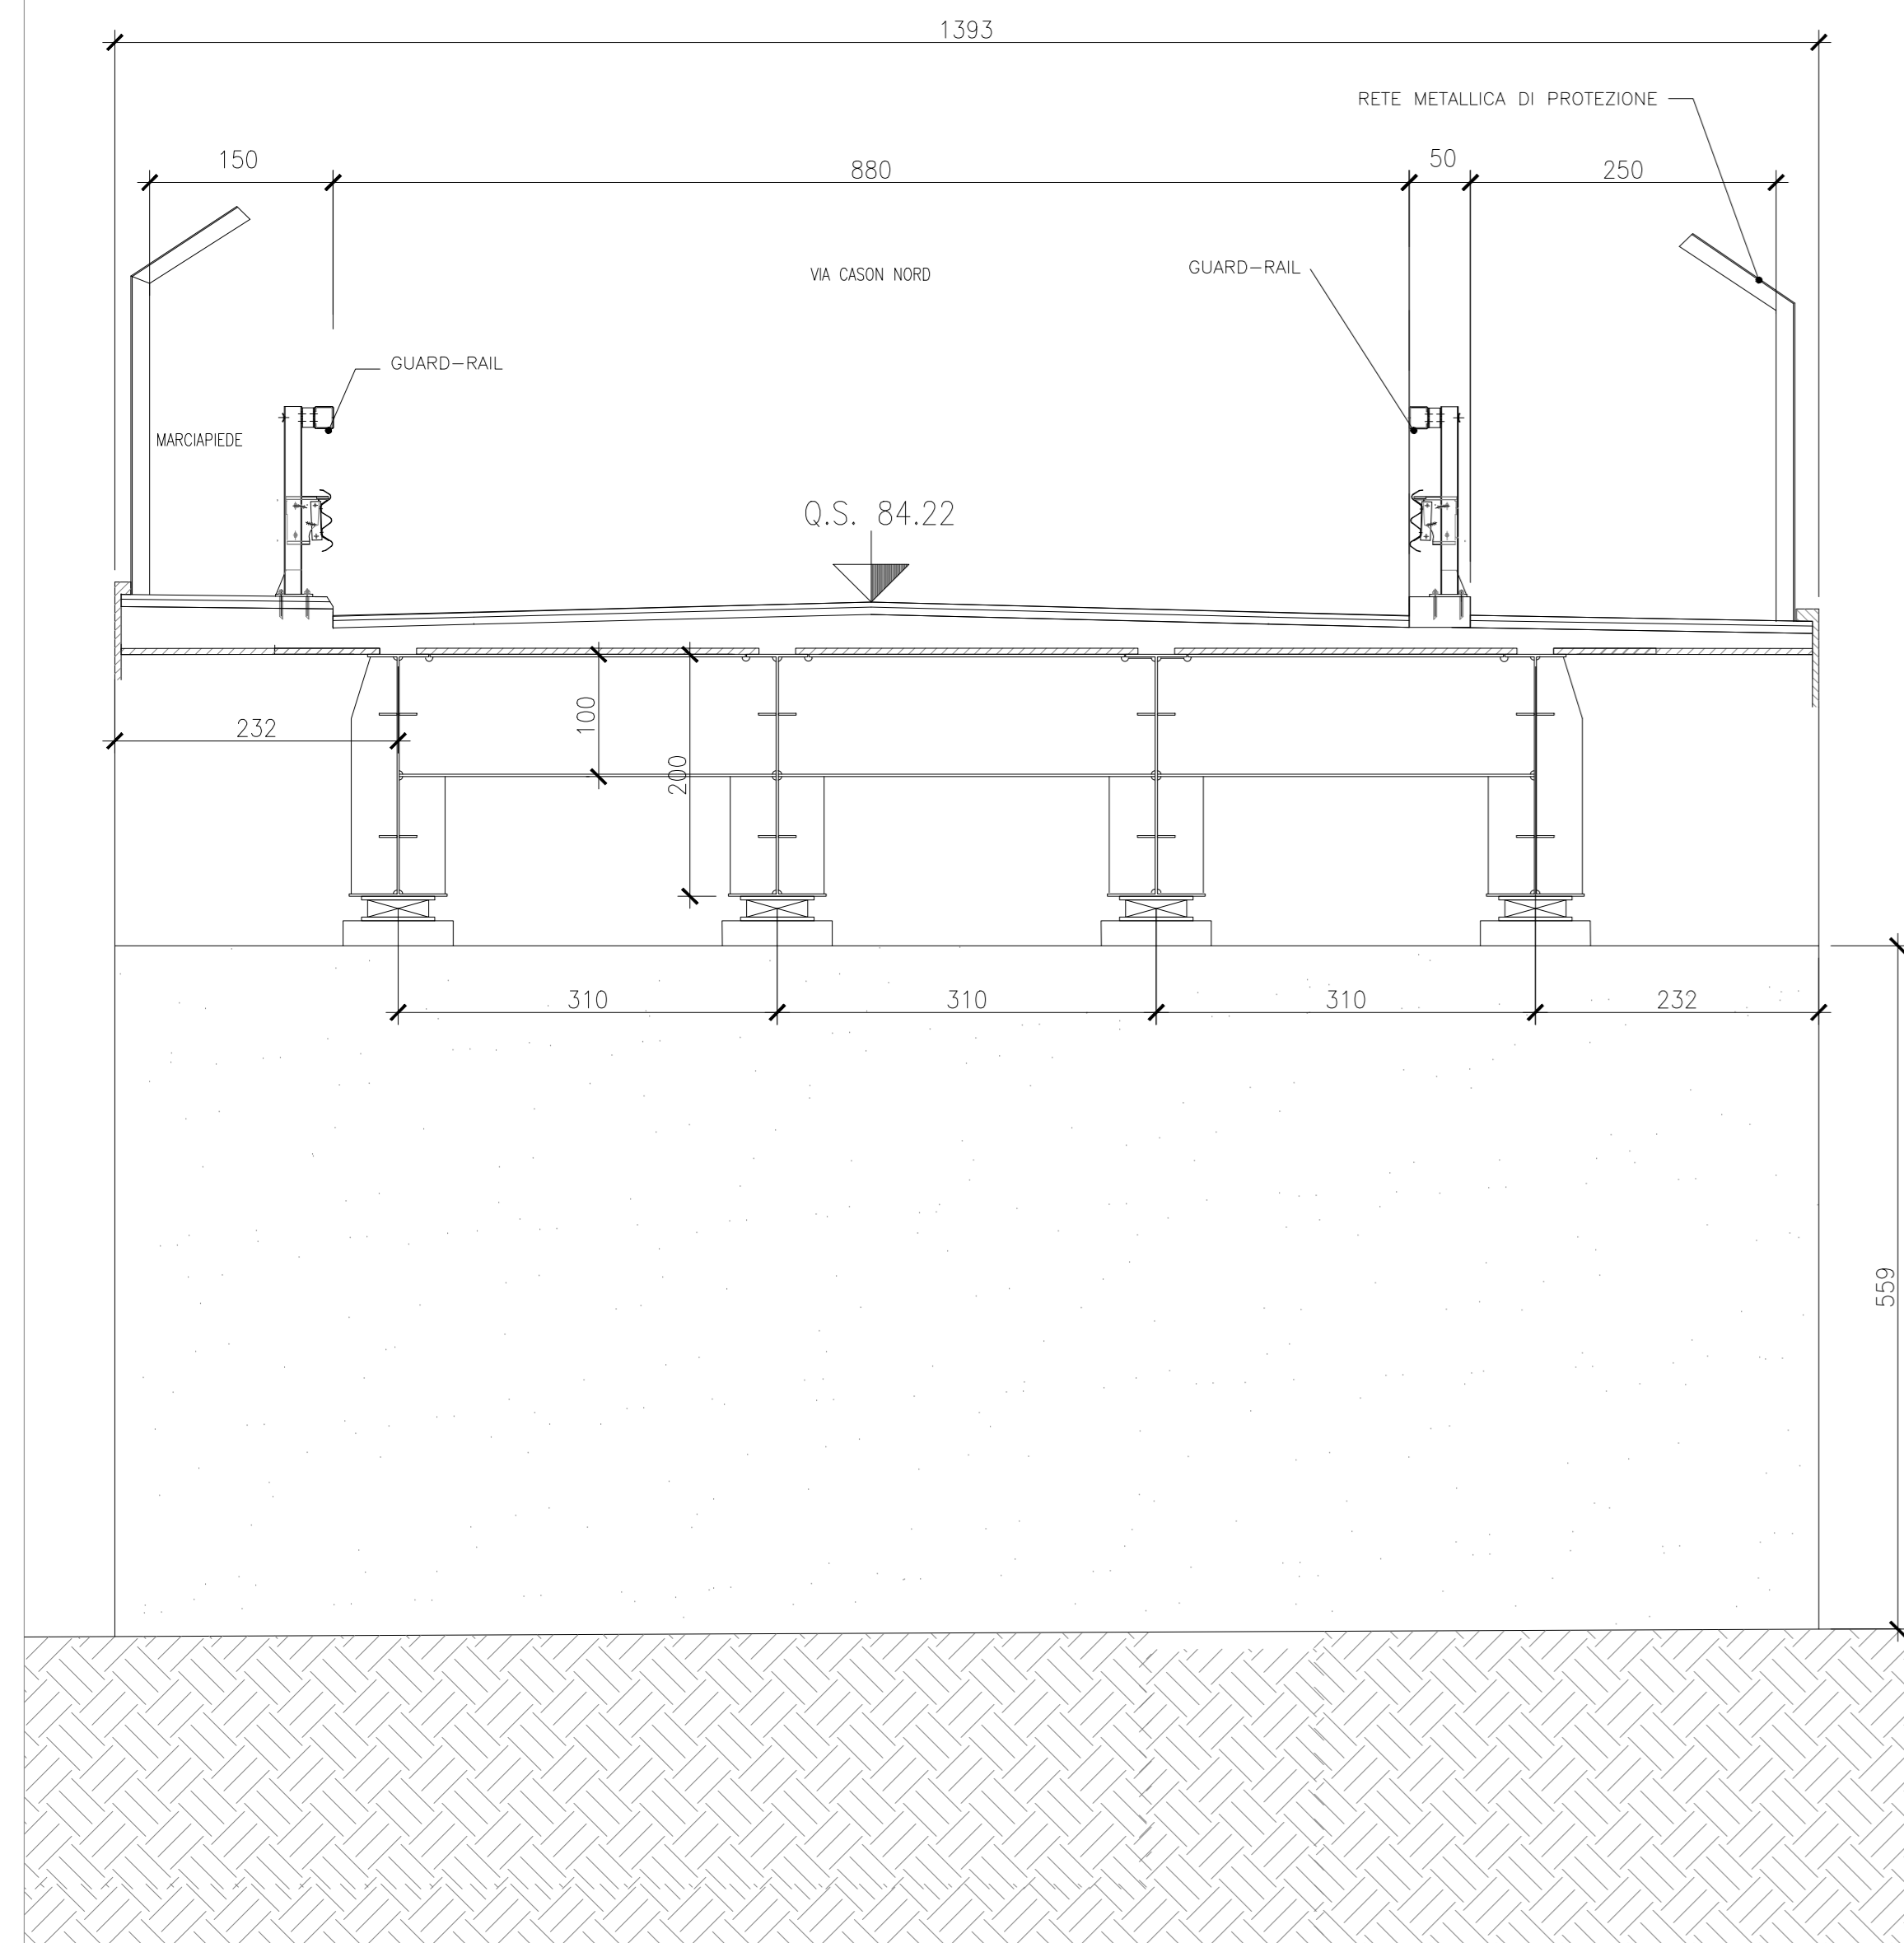 1393
RETE METALLICA DI PROTEZIONE
150
880
50
250
VIA CASON NORD
GUARD-RAIL
GUARD-RAIL
MARCIAPIEDE
Q.S. 84.22
232
100
200
310
310
310
232
559